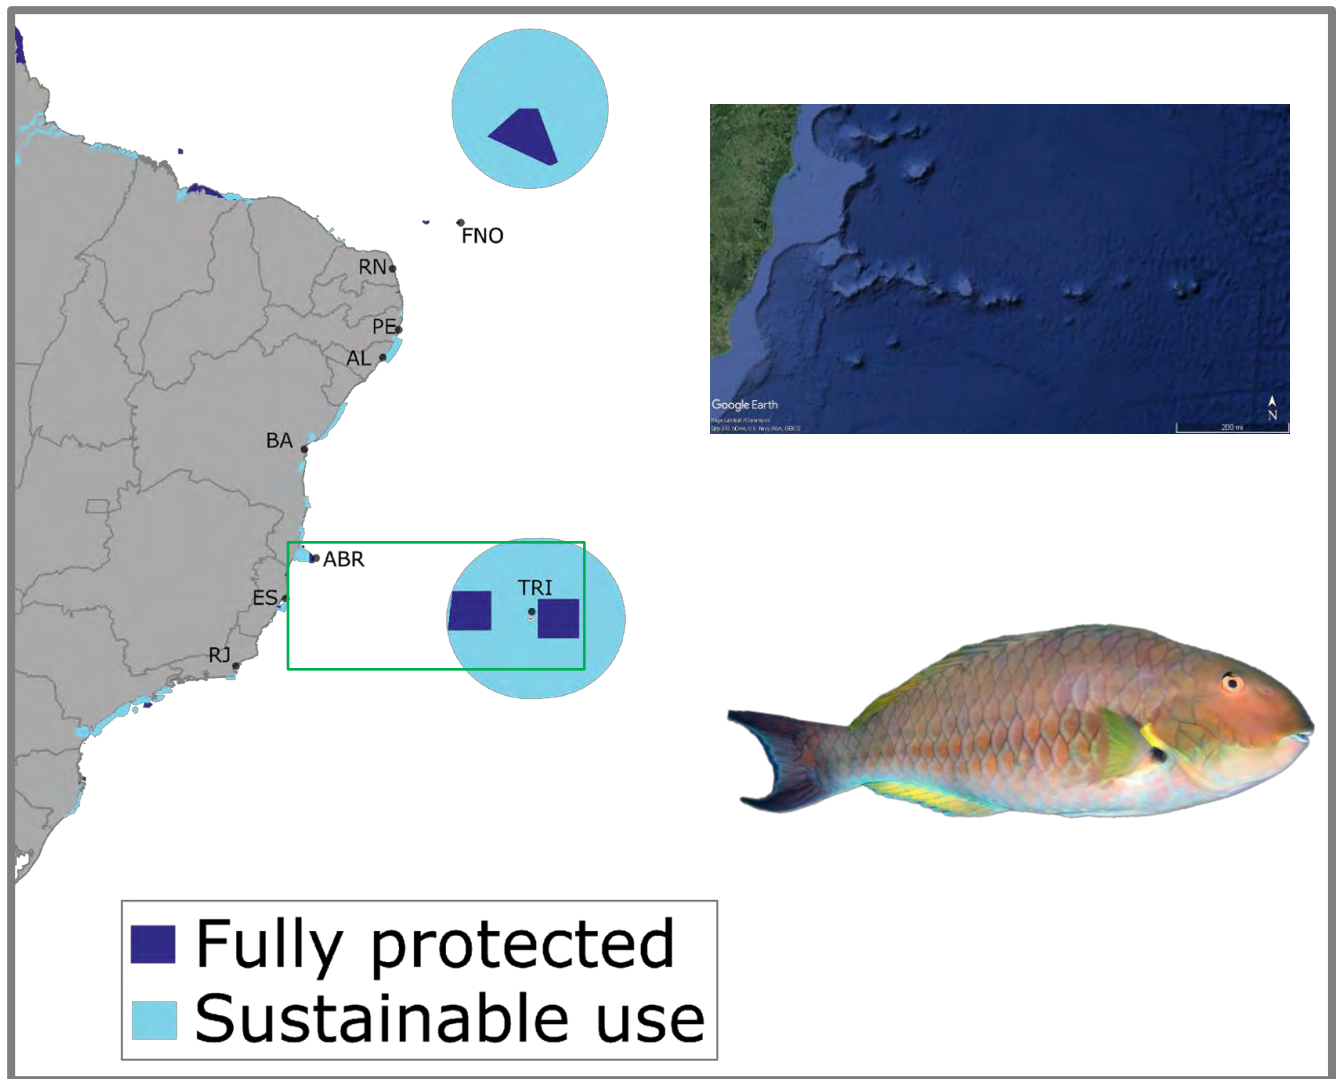 FNO
RN
PE
AL
BA
ABR
ES
TRI
RJ
Google Earth
N
200 mi
Fully protected
Sustainable use